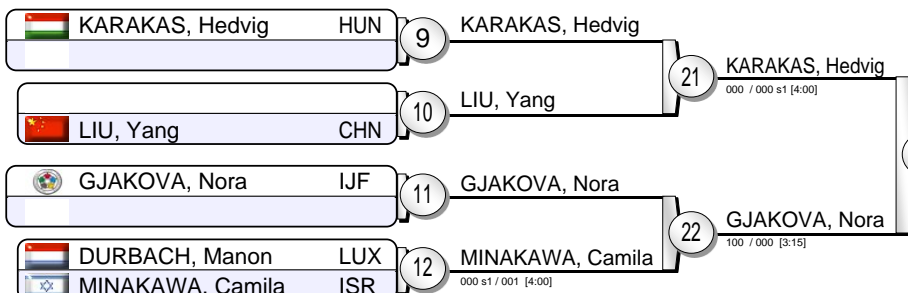 KARAKAS, Hedvig HUN
9
KARAKAS, Hedvig
21
KARAKAS, Hedvig
000 / 000 s1 [4:00]
10
LIU, Yang
LIU, Yang CHN
GJAKOVA, Nora IJF
11
GJAKOVA, Nora
22
GJAKOVA, Nora
100 / 000 [3:15]
DURBACH, Manon LUX
12
MINAKAWA, Camila
000 s1 / 001 [4:00]
MINAKAWA, Camila ISR